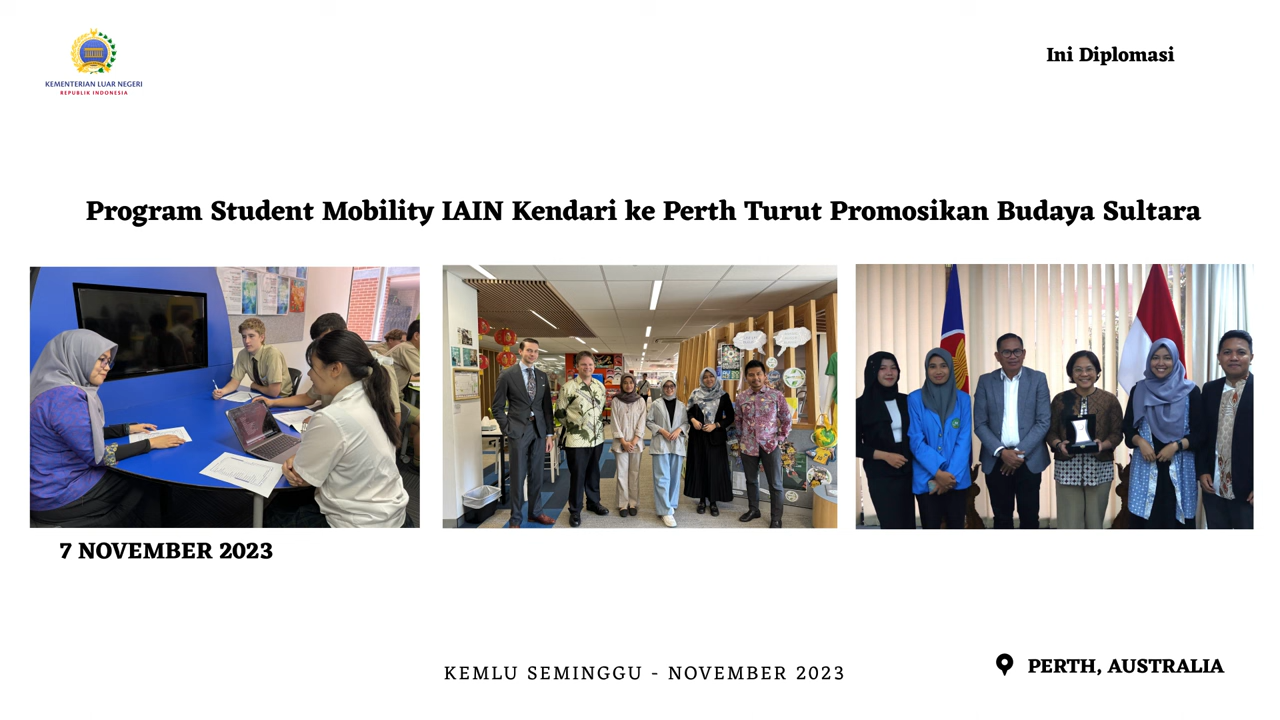 KEMENTERIAN LUAR NEGERI
REPUBLIK INDONESIA
Ini Diplomasi
Program Student Mobility IAIN Kendari ke Perth Turut Promosikan Budaya Sultara
7 NOVEMBER 2023
KEMLU SEMINGGU - NOVEMBER 2023
PERTH, AUSTRALIA